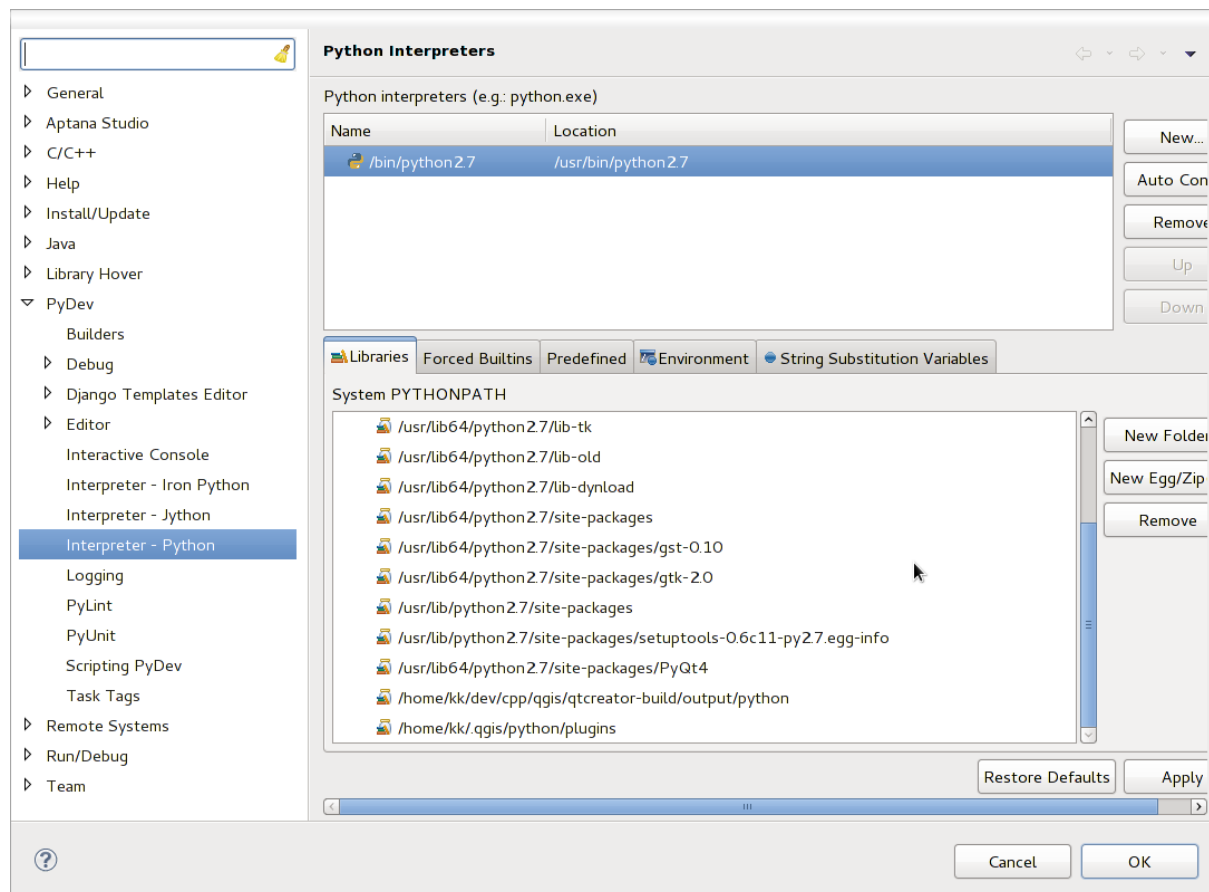 General
Aptana Studio
C/C++
Help
Install/Update
Java
Library Hover
PyDev
Builders
Debug
Django Templates Editor
Editor
Interactive Console
Interpreter - Iron Python
Interpreter - Jython
Interpreter - Python
Logging
PyLint
PyUnit
Scripting PyDev
Task Tags
Remote Systems
Run/Debug
Team
Python Interpreters
Python interpreters (e.g.: python.exe)
Name Location
/bin/python2.7 /usr/bin/python2.7
New...
Auto Con
Remove
Up
Down
Libraries Forced Builtins Predefined Environment String Substitution Variables
System PYTHONPATH
/usr/lib64/python2.7/lib-tk
/usr/lib64/python2.7/lib-old
/usr/lib64/python2.7/lib-dynload
/usr/lib64/python2.7/site-packages
/usr/lib64/python2.7/site-packages/gst-0.10
/usr/lib64/python2.7/site-packages/gtk-2.0
/usr/lib/python2.7/site-packages
/usr/lib/python2.7/site-packages/setuptools-0.6c11-py2.7.egg-info
/usr/lib64/python2.7/site-packages/PyQt4
/home/kk/dev/cpp/qgis/qtcreator-build/output/python
/home/kk/.qgis/python/plugins
New Folder
New Egg/Zip
Remove
Restore Defaults Apply
Cancel OK